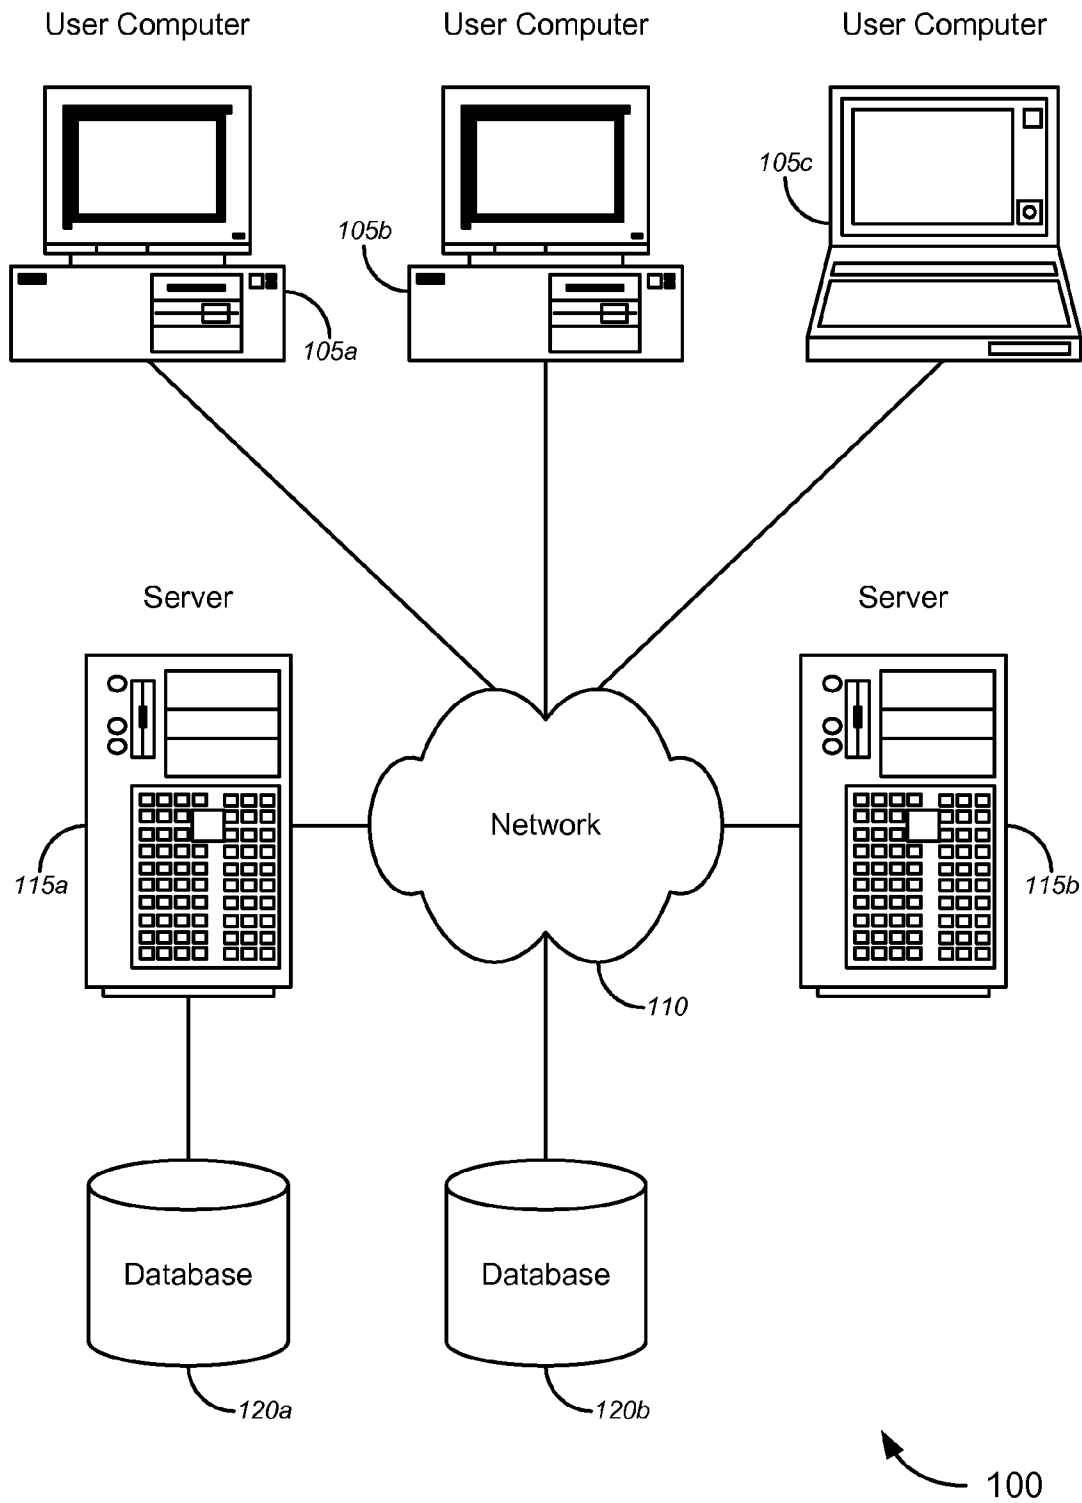 User Computer
User Computer
User Computer
105c
105b
105a
Server
Server
Network
115a
115b
110
Database
Database
120a
120b
100